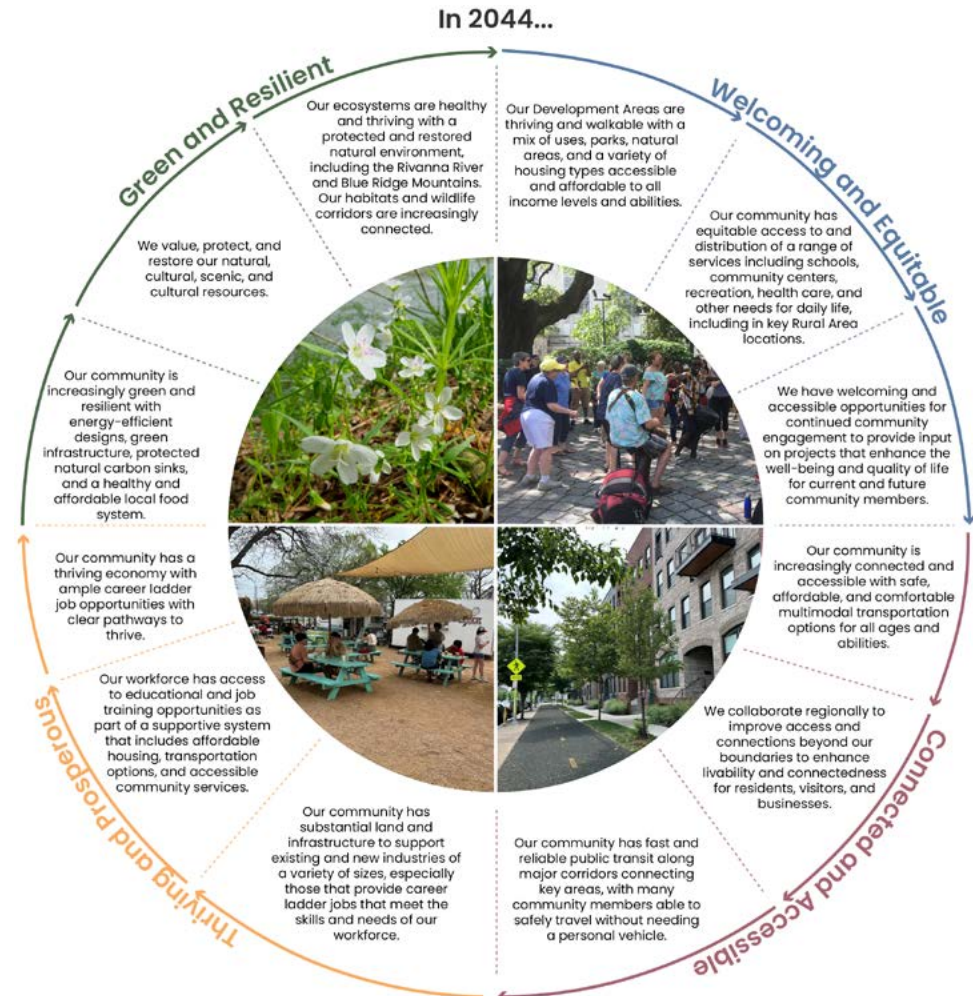 In 2044...
Green and Resilient
Welcoming and Equitable
Connected and Accessible
Thriving and Prosperous
Our Development Areas are
thriving and walkable with a
mix of uses, parks, natural
areas, and a variety of
housing types accessible
and affordable to all
income levels and abilities.
Our community has
equitable access to and
distribution of a range of
services including schools,
community centers,
recreation, health care, and
other needs for daily life,
including in key Rural Area
locations.
We have welcoming and
accessible opportunities for
continued community
engagement to provide input
on projects that enhance the
well-being and quality of life
for current and future
community members.
Our community is
increasingly connected and
accessible with safe,
affordable, and comfortable
multimodal transportation
options for all ages and
abilities.
We collaborate regionally to
improve access and
connections beyond our
boundaries to enhance
livability and connectedness
for residents, visitors, and
businesses.
Our community has fast and
reliable public transit along
major corridors connecting
key areas, with many
community members able to
safely travel without needing
a personal vehicle.
Our community has
substantial land and
infrastructure to support
existing and new industries of
a variety of sizes, especially
those that provide career
ladder jobs that meet the
skills and needs of our
workforce.
Our workforce has access
to educational and job
training opportunities as
part of a supportive system
that includes affordable
housing, transportation
options, and accessible
community services.
Our community has a
thriving economy with
ample career ladder
job opportunities with
clear pathways to
thrive.
Our community is
increasingly green and
resilient with
energy-efficient
designs, green
infrastructure, protected
natural carbon sinks,
and a healthy and
affordable local food
system.
We value, protect, and
restore our natural,
cultural, scenic, and
cultural resources.
Our ecosystems are healthy
and thriving with a
protected and restored
natural environment,
including the Rivanna River
and Blue Ridge Mountains.
Our habitats and wildlife
corridors are increasingly
connected.